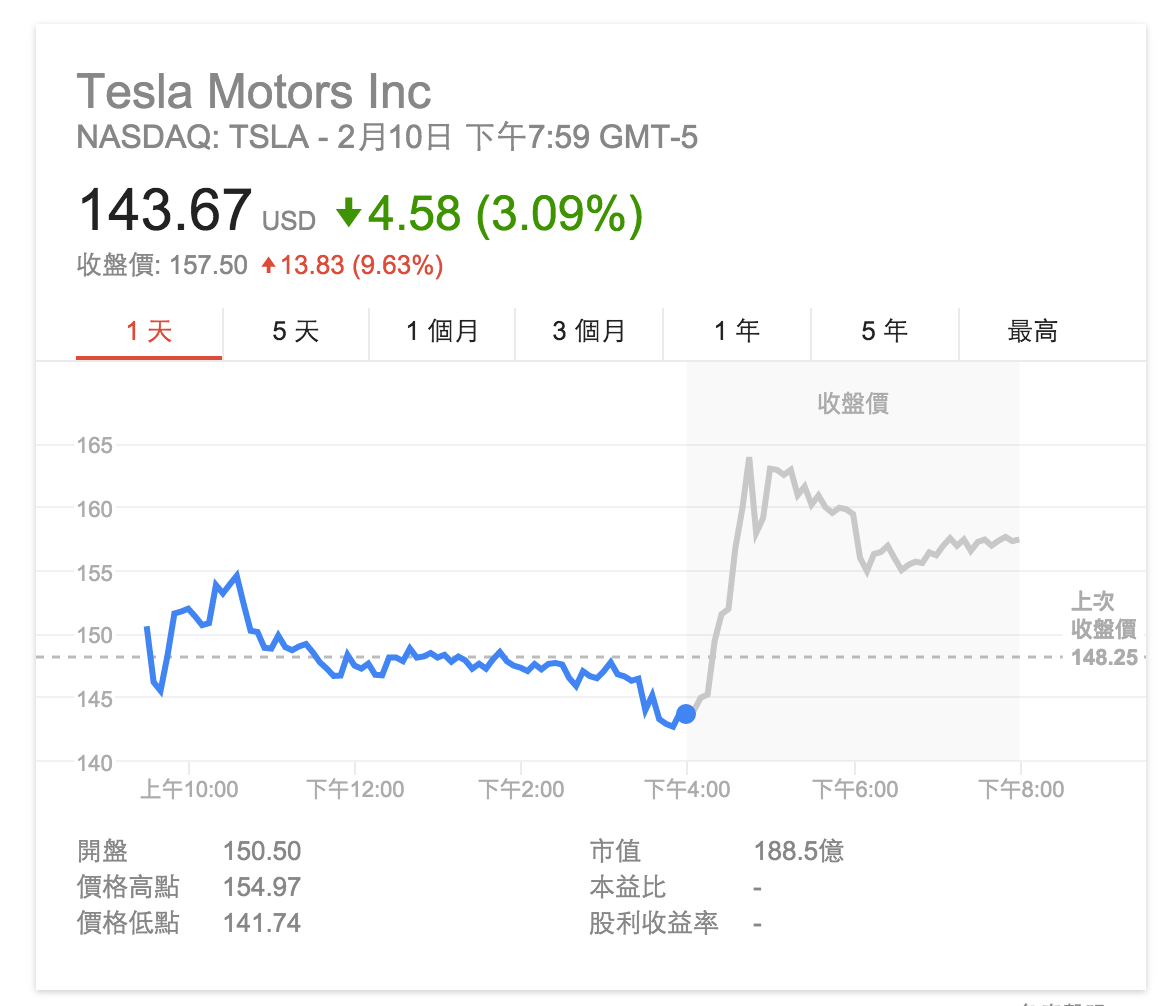 Tesla Motors Inc
NASDAQ: TSLA - 2月10日 下午7:59 GMT-5
143.67 USD ↓4.58 (3.09%)
收盤價: 157.50 ↑13.83 (9.63%)
1 天 5 天 1 個月 3 個月 1 年 5 年 最高
收盤價
165
160
155
150
145
140
上次
收盤價
148.25
上午10:00 下午12:00 下午2:00 下午4:00 下午6:00 下午8:00
開盤 150.50 市值 188.5億
價格高點 154.97 本益比 -
價格低點 141.74 股利收益率 -